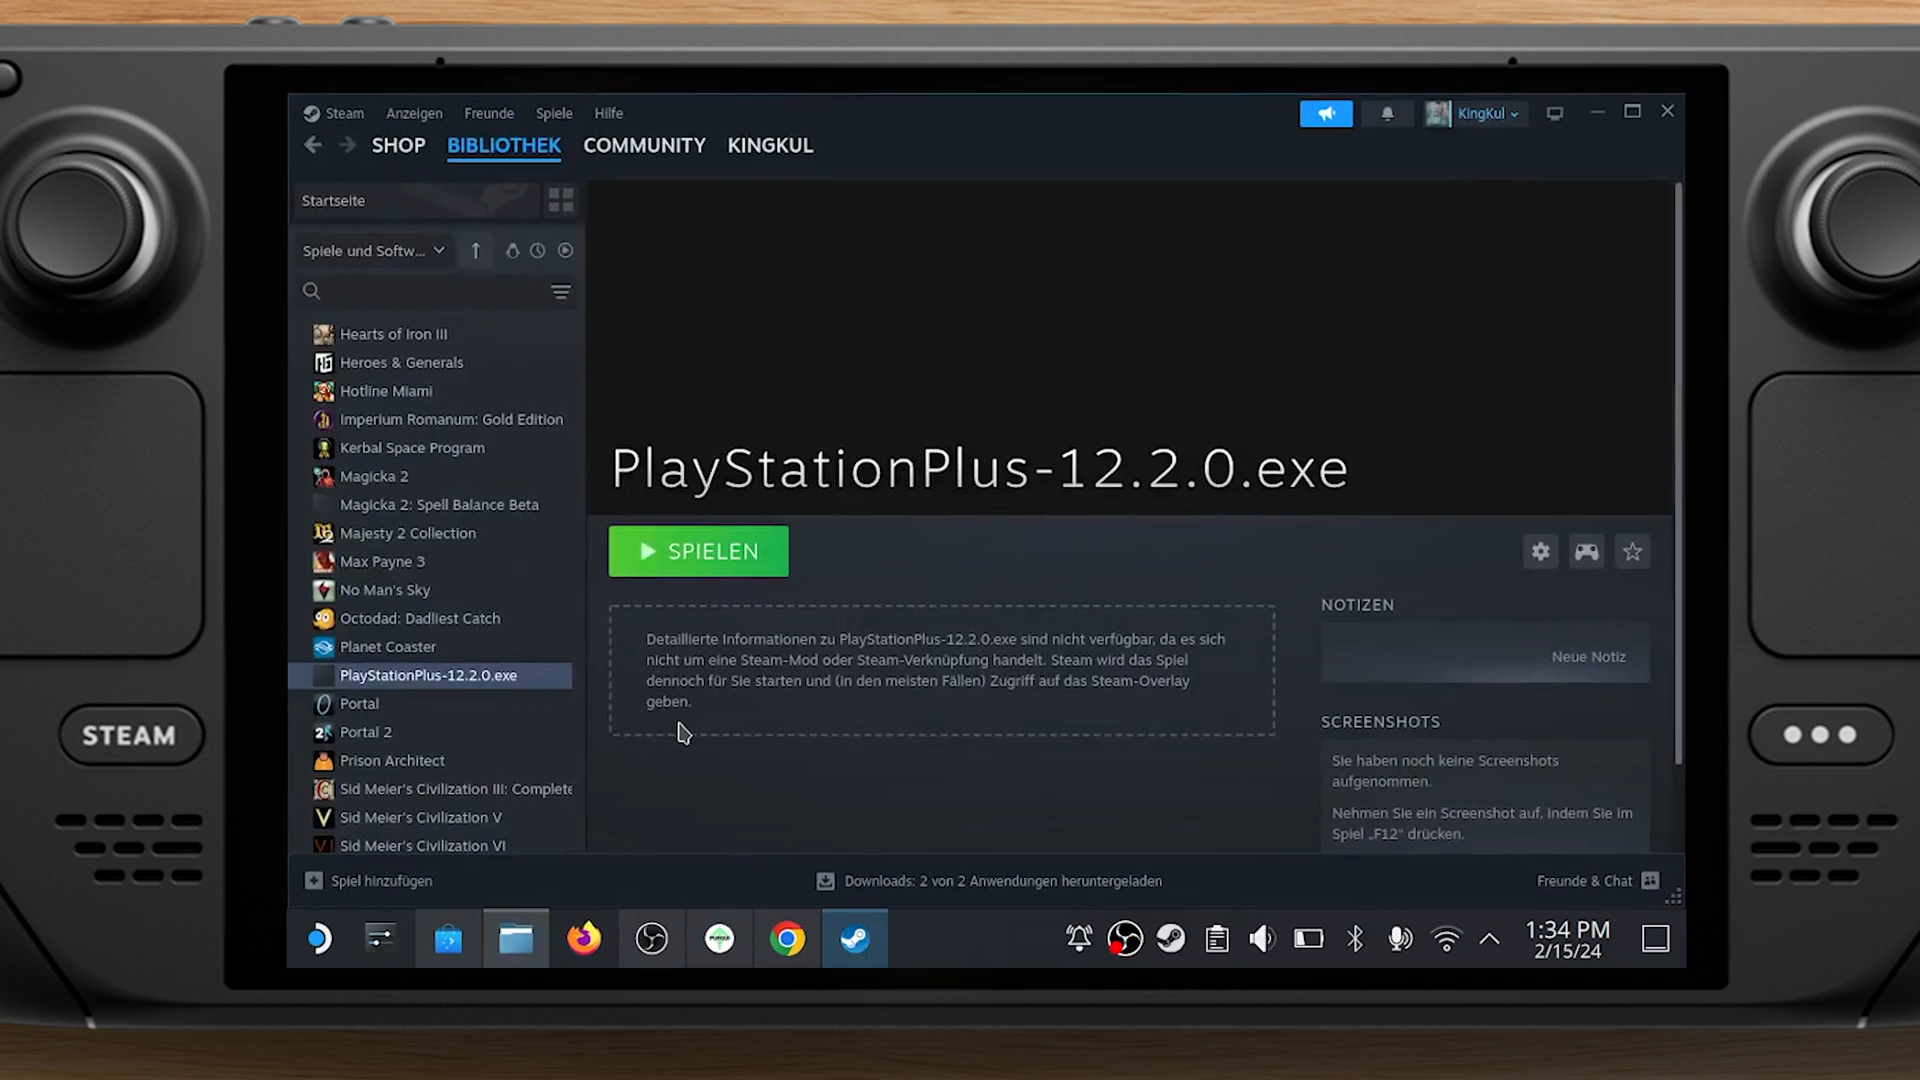 Steam Anzeigen Freunde Spiele Hilfe
KingKul
SHOP BIBLIOTHEK COMMUNITY KINGKUL
Startseite
Spiele und Softw...
Hearts of Iron III
Heroes & Generals
Hotline Miami
Imperium Romanum: Gold Edition
Kerbal Space Program
Magicka 2
Magicka 2: Spell Balance Beta
Majesty 2 Collection
Max Payne 3
No Man's Sky
Octodad: Dadliest Catch
Planet Coaster
PlayStationPlus-12.2.0.exe
Portal
Portal 2
Prison Architect
Sid Meier's Civilization III: Complete
Sid Meier's Civilization V
Sid Meier's Civilization VI
PlayStationPlus-12.2.0.exe
SPIELEN
Detaillierte Informationen zu PlayStationPlus-12.2.0.exe sind nicht verfügbar, da es sich
nicht um eine Steam-Mod oder Steam-Verknüpfung handelt. Steam wird das Spiel
dennoch für Sie starten und (in den meisten Fällen) Zugriff auf das Steam-Overlay
geben.
NOTIZEN
Neue Notiz
SCREENSHOTS
Sie haben noch keine Screenshots
aufgenommen.
Nehmen Sie ein Screenshot auf, indem Sie im
Spiel „F12“ drücken.
Spiel hinzufügen
Downloads: 2 von 2 Anwendungen heruntergeladen
Freunde & Chat
1:34 PM
2/15/24
STEAM